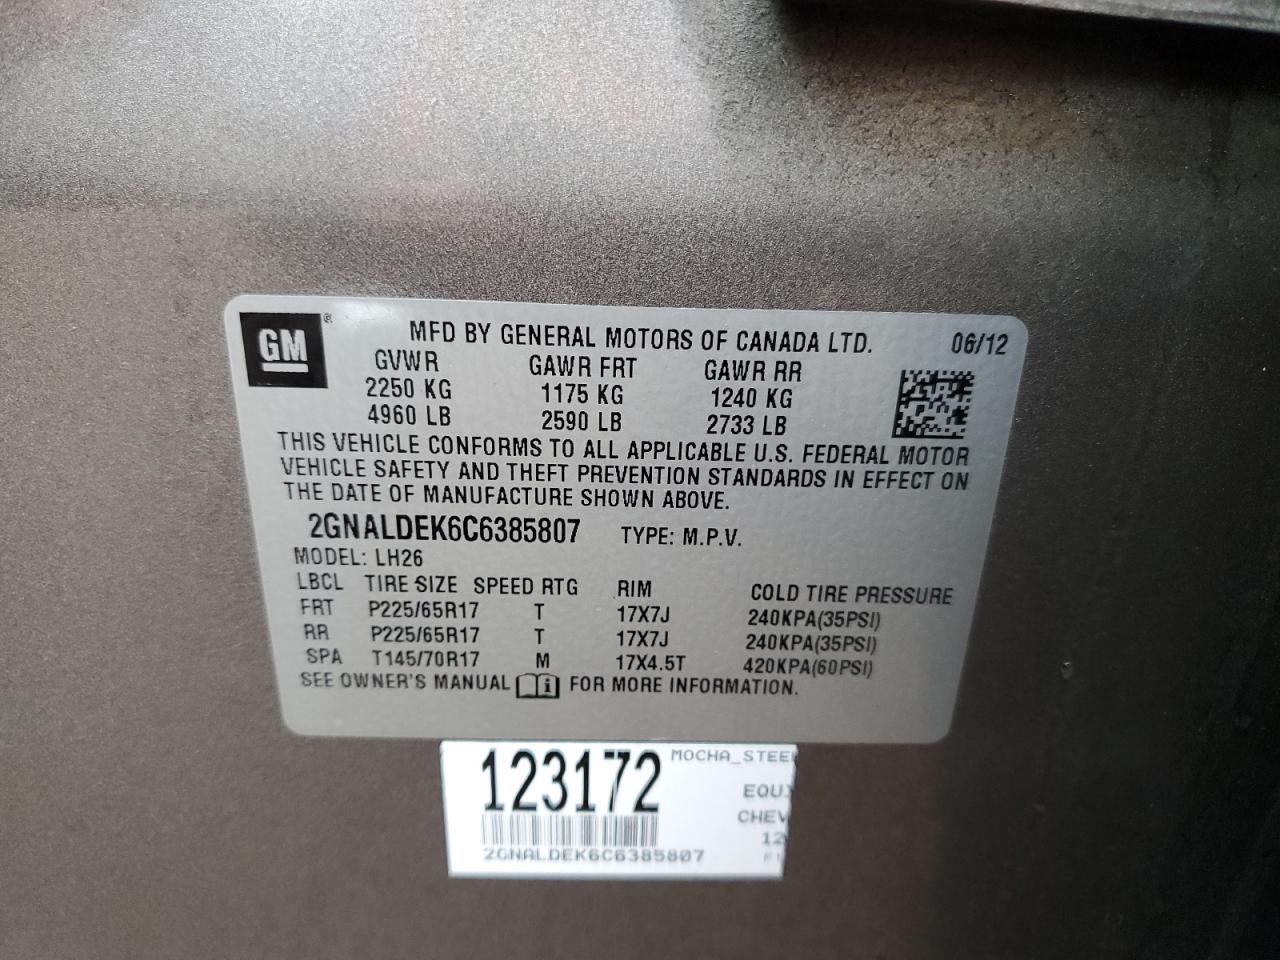 GM ®
MFD BY GENERAL MOTORS OF CANADA LTD. 06/12
GVWR GAWR FRT GAWR RR
2250 KG 1175 KG 1240 KG
4960 LB 2590 LB 2733 LB
THIS VEHICLE CONFORMS TO ALL APPLICABLE U.S. FEDERAL MOTOR
VEHICLE SAFETY AND THEFT PREVENTION STANDARDS IN EFFECT ON
THE DATE OF MANUFACTURE SHOWN ABOVE.
2GNALDEK6C6385807 TYPE: M.P.V.
MODEL: LH26
LBCL TIRE SIZE SPEED RTG RIM COLD TIRE PRESSURE
FRT P225/65R17 T 17X7J 240KPA(35PSI)
RR P225/65R17 T 17X7J 240KPA(35PSI)
SPA T145/70R17 M 17X4.5T 420KPA(60PSI)
SEE OWNER'S MANUAL i FOR MORE INFORMATION.
123172 MOCHA_STEE
EQUI
CHEV
12
2GNALDEK6C6385807